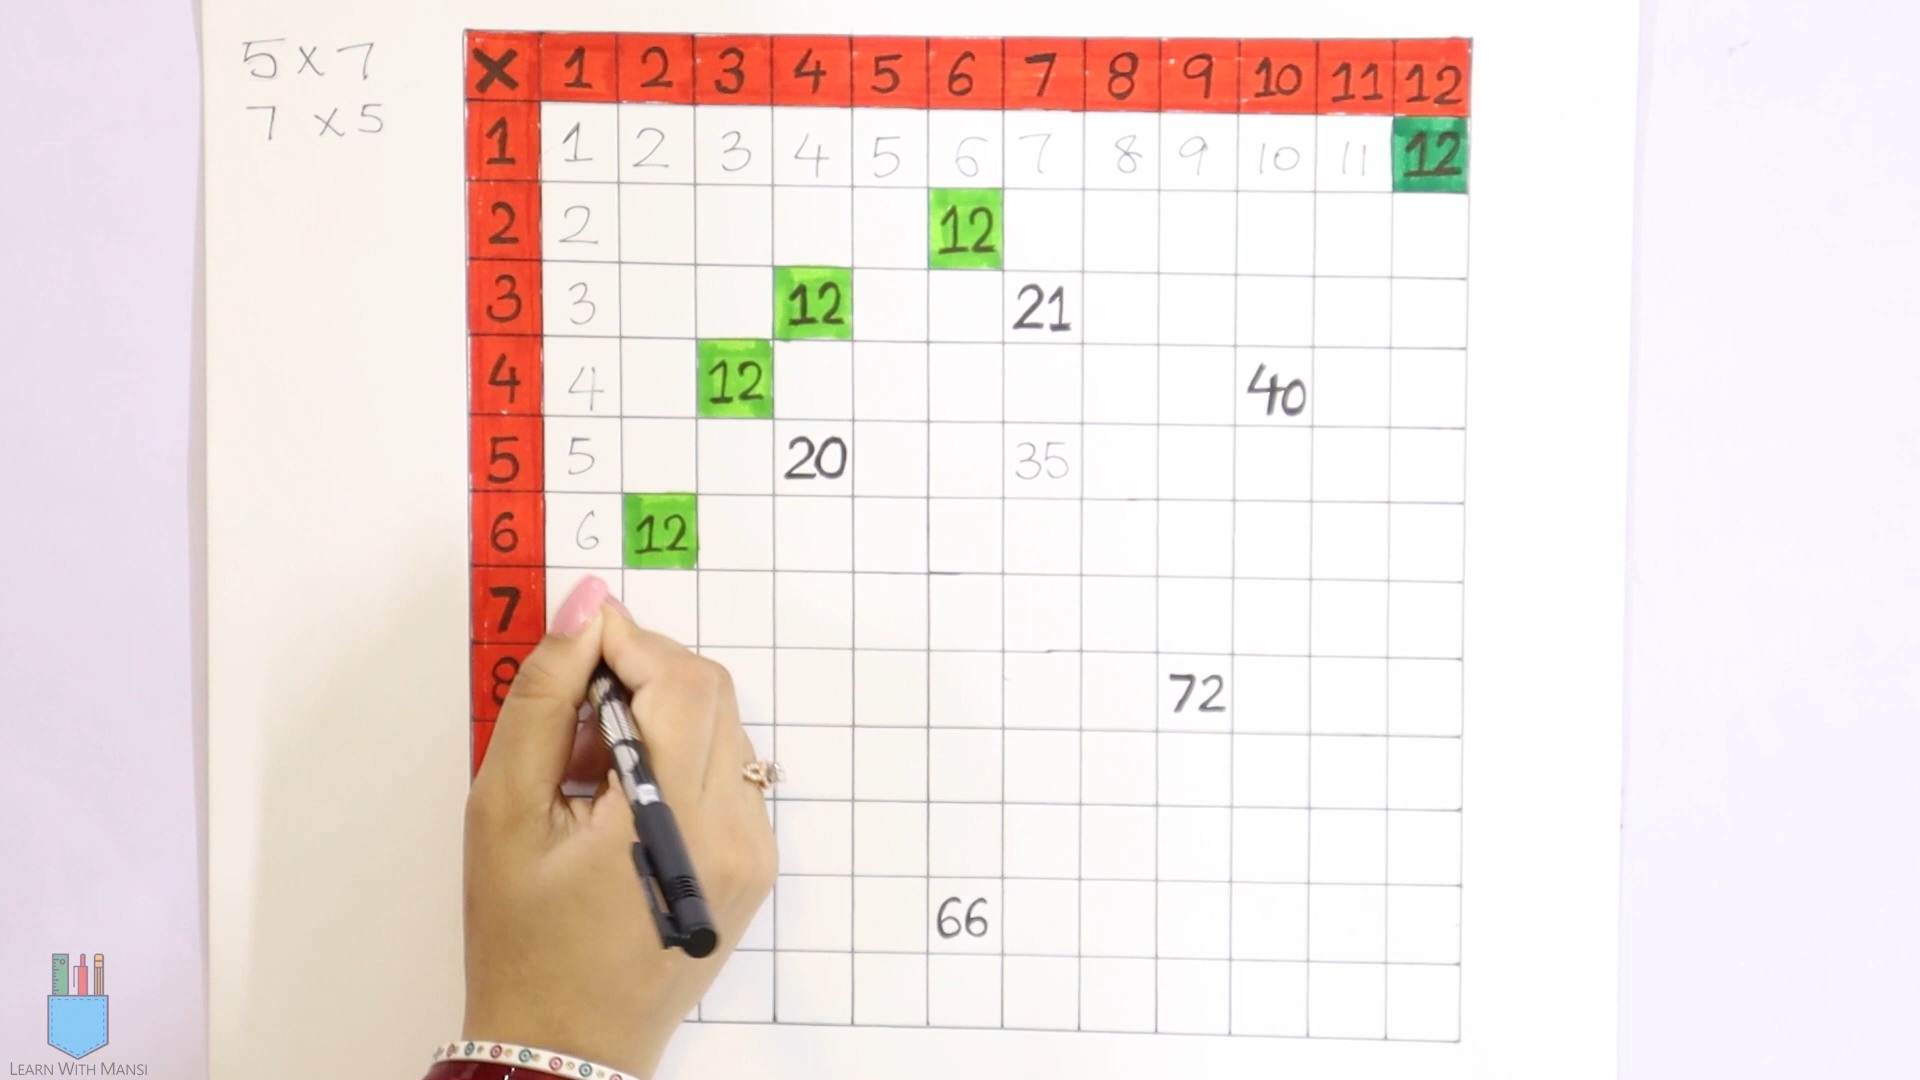 5 x 7
7 x 5
X 1 2 3 4 5 6 7 8 9 10 11 12
1 1 2 3 4 5 6 7 8 9 10 11 12
2 2 12
3 3 12 21
4 4 12 40
5 5 20 35
6 6 12
7
8 72
66
LEARN WITH MANSI